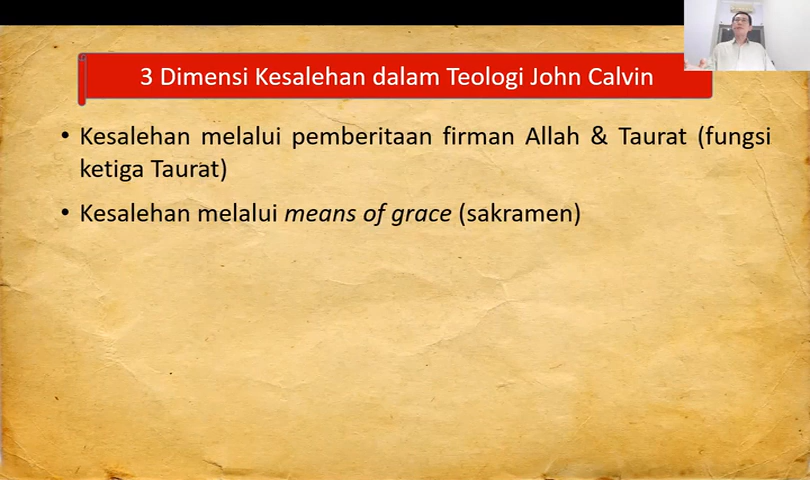 3 Dimensi Kesalehan dalam Teologi John Calvin
• Kesalehan melalui pemberitaan firman Allah & Taurat (fungsi
ketiga Taurat)
• Kesalehan melalui means of grace (sakramen)